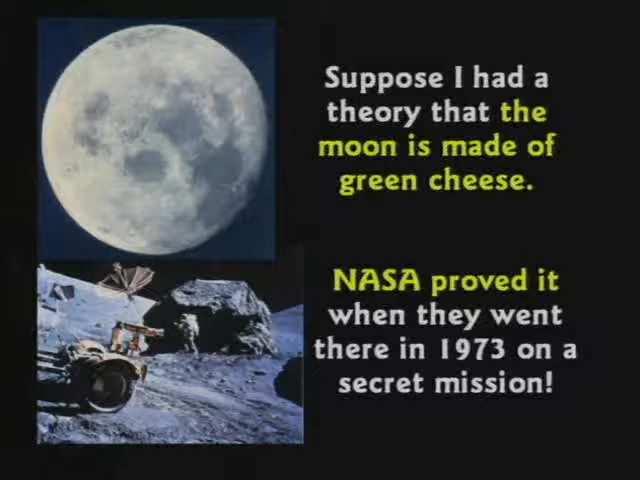 Suppose I had a
theory that the
moon is made of
green cheese.
NASA proved it
when they went
there in 1973 on a
secret mission!